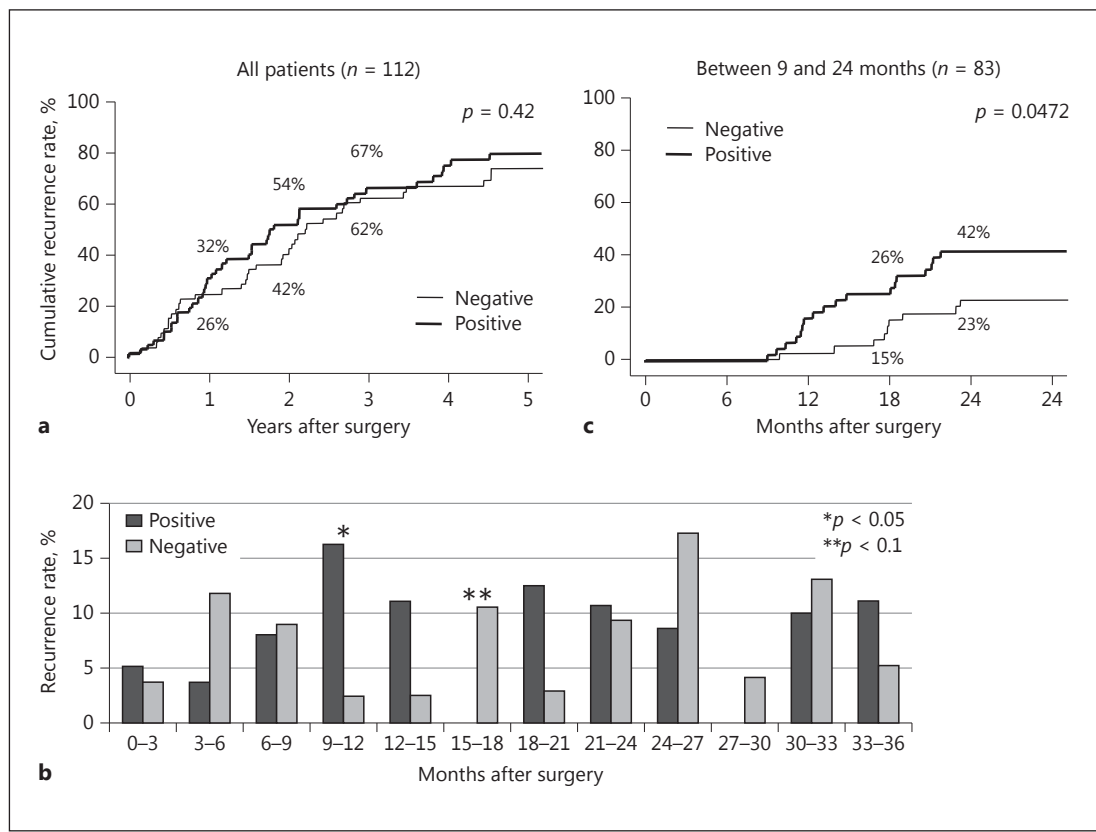 All patients (n = 112)
p = 0.42
Cumulative recurrence rate, %
100
80
60
40
20
0
67%
54%
32%
62%
42%
26%
Negative
Positive
0 1 2 3 4 5
a
Years after surgery
Between 9 and 24 months (n = 83)
p = 0.0472
100
80
60
40
20
0
Negative
Positive
42%
26%
23%
15%
0 6 12 18 24 24
c
Months after surgery
Recurrence rate, %
20
15
10
5
0
Positive
Negative
*
**
*p < 0.05
**p < 0.1
0–3 3–6 6–9 9–12 12–15 15–18 18–21 21–24 24–27 27–30 30–33 33–36
b
Months after surgery